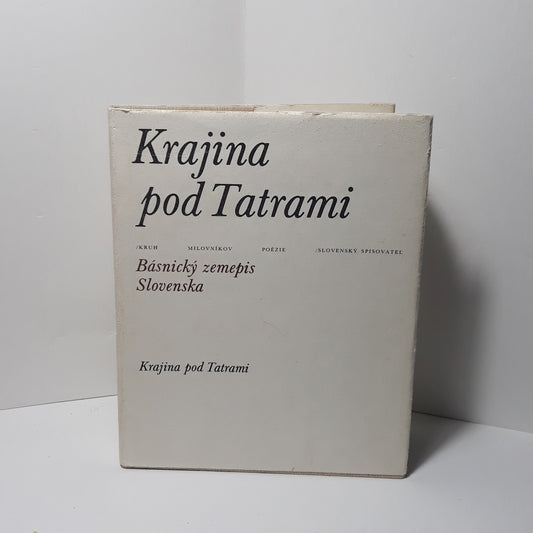 Krajina
pod Tatrami
/KRUH MILOVNÍKOV POÉZIE /SLOVENSKÝ SPISOVATEĽ
Básnický zemepis
Slovenska
Krajina pod Tatrami